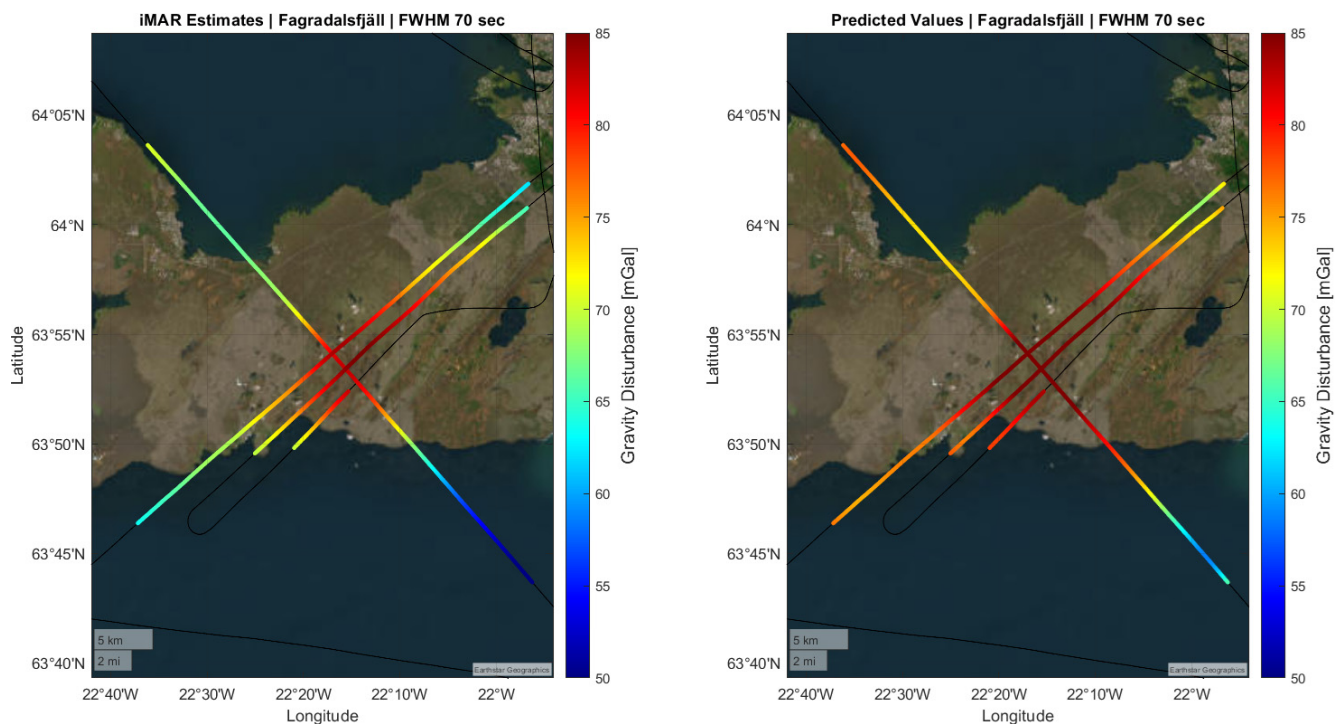 iMAR Estimates | Fagradalsfjäll | FWHM 70 sec
64°05'N
64°N
63°55'N
63°50'N
63°45'N
63°40'N
Latitude
5 km
2 mi
Earthstar Geographics
22°40'W
22°30'W
22°20'W
22°10'W
22°W
Longitude
85
80
75
70
65
60
55
50
Gravity Disturbance [mGal]
Predicted Values | Fagradalsfjäll | FWHM 70 sec
64°05'N
64°N
63°55'N
63°50'N
63°45'N
63°40'N
Latitude
5 km
2 mi
Earthstar Geographics
22°40'W
22°30'W
22°20'W
22°10'W
22°W
Longitude
85
80
75
70
65
60
55
50
Gravity Disturbance [mGal]